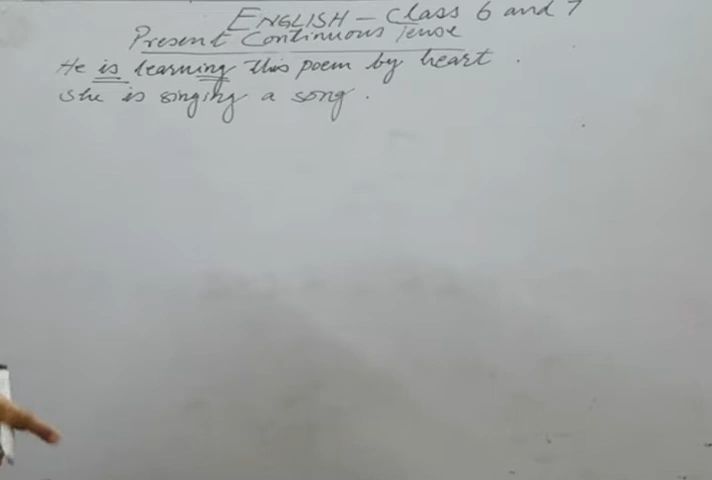 ENGLISH - Class 6 and 7
Present Continuous Tense
He is learning this poem by heart.
She is singing a song.